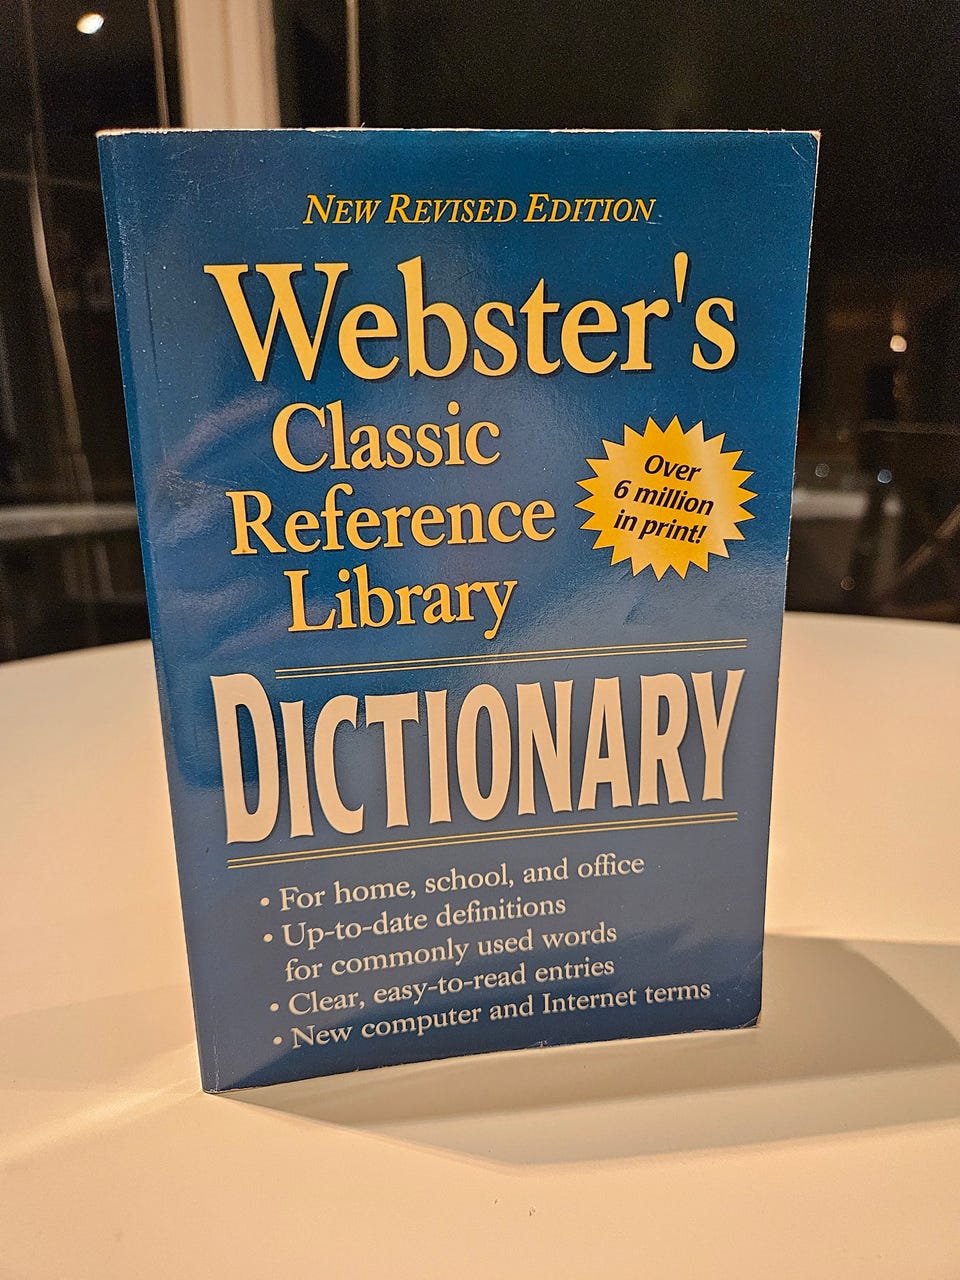 New Revised Edition
Webster's
Classic
Reference
Library
Over
6 million
in print!
Dictionary
• For home, school, and office
• Up-to-date definitions
for commonly used words
• Clear, easy-to-read entries
• New computer and Internet terms